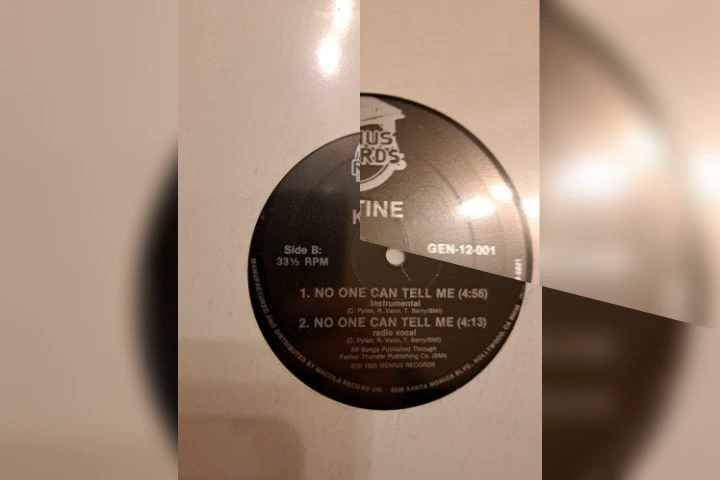 IUS
RDS
TINE
K
Side B:
33⅓ RPM
GEN-12-001
1. NO ONE CAN TELL ME (4:56)
Instrumental
(C. Pyles, R. Vann, T. Berry/BMI)
2. NO ONE CAN TELL ME (4:13)
radio vocal
(C. Pyles, R. Vann, T. Berry/BMI)
All Songs Published Through
Father Thunder Publishing Co. (BMI)
GENIUS RECORDS
MANUFACTURED AND DISTRIBUTED BY MACOLA RECORD CO. · 6209 SANTA MONICA BLVD., HOLLYWOOD, CA